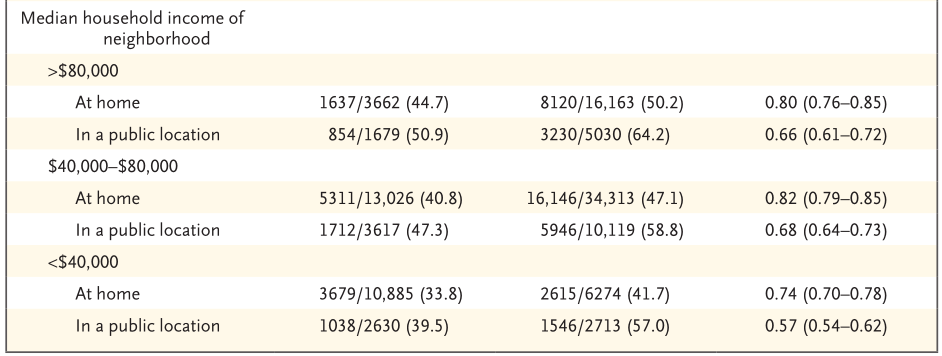 Median household income of
neighborhood
>$80,000
At home 1637/3662 (44.7) 8120/16,163 (50.2) 0.80 (0.76–0.85)
In a public location 854/1679 (50.9) 3230/5030 (64.2) 0.66 (0.61–0.72)
$40,000–$80,000
At home 5311/13,026 (40.8) 16,146/34,313 (47.1) 0.82 (0.79–0.85)
In a public location 1712/3617 (47.3) 5946/10,119 (58.8) 0.68 (0.64–0.73)
<$40,000
At home 3679/10,885 (33.8) 2615/6274 (41.7) 0.74 (0.70–0.78)
In a public location 1038/2630 (39.5) 1546/2713 (57.0) 0.57 (0.54–0.62)